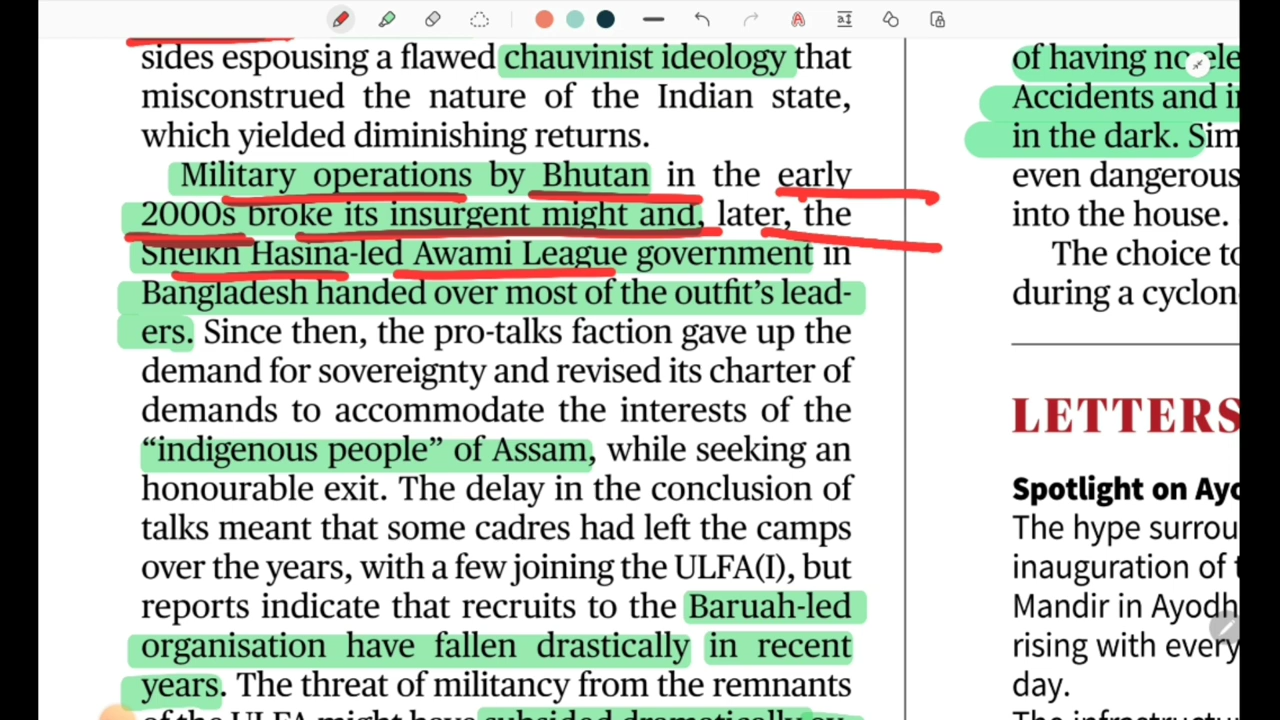 sides espousing a flawed chauvinist ideology that
misconstrued the nature of the Indian state,
which yielded diminishing returns.
Military operations by Bhutan in the early
2000s broke its insurgent might and, later, the
Sheikh Hasina-led Awami League government in
Bangladesh handed over most of the outfit's lead-
ers. Since then, the pro-talks faction gave up the
demand for sovereignty and revised its charter of
demands to accommodate the interests of the
“indigenous people” of Assam, while seeking an
honourable exit. The delay in the conclusion of
talks meant that some cadres had left the camps
over the years, with a few joining the ULFA(I), but
reports indicate that recruits to the Baruah-led
organisation have fallen drastically in recent
years. The threat of militancy from the remnants
of the ULFA might have subsided dramatically
of having no
Accidents and
in the dark.
even dangerous
into the house.
The choice
during a
LETTERS
Spotlight on
The hype
inauguration of
Mandir in
rising with every
day.
The